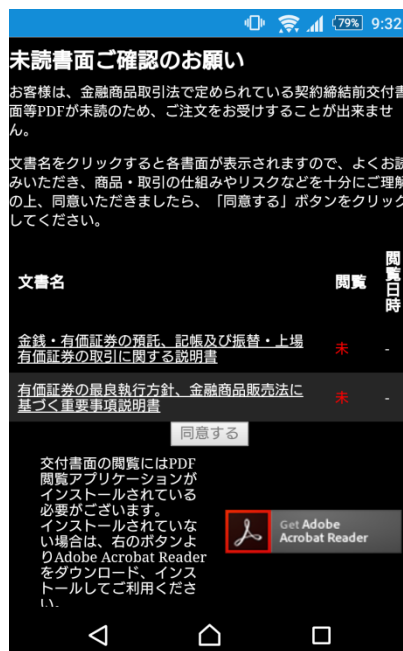 79% 9:32
未読書面ご確認のお願い
お客様は、金融商品取引法で定められている契約締結前交付書
面等PDFが未読のため、ご注文をお受けすることが出来ませ
ん。
文書名をクリックすると各書面が表示されますので、よくお読
みいただき、商品・取引の仕組みやリスクなどを十分にご理解
の上、同意いただきましたら、「同意する」ボタンをクリック
してください。
文書名 閲覧 閲覧日時
金銭・有価証券の預託、記帳及び振替・上場
有価証券の取引に関する説明書 未 -
有価証券の最良執行方針、金融商品販売法に
基づく重要事項説明書 未 -
同意する
交付書面の閲覧にはPDF
閲覧アプリケーションが
インストールされている
必要がございます。
インストールされていな
い場合は、右のボタンよ
りAdobe Acrobat Reader
をダウンロード、インス
トールしてご利用くださ
い。
Get Adobe
Acrobat Reader